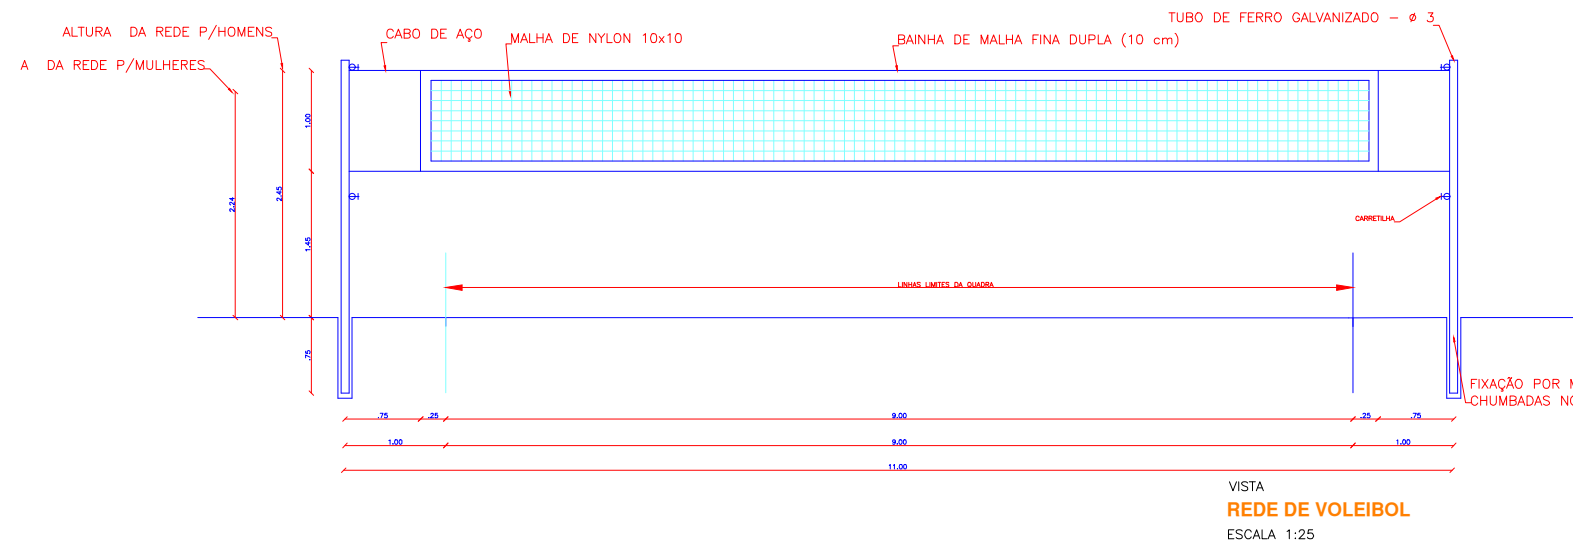 TUBO DE FERRO GALVANIZADO - ø 3
ALTURA DA REDE P/HOMENS
CABO DE AÇO
MALHA DE NYLON 10x10
BAINHA DE MALHA FINA DUPLA (10 cm)
A DA REDE P/MULHERES
1.00
2.24
2.45
1.45
CARRETILHA
LINHAS LIMITES DA QUADRA
.75
FIXAÇÃO POR M
CHUMBADAS NO
.75 .25 9.00 .25 .75
1.00 9.00 1.00
11.00
VISTA
REDE DE VOLEIBOL
ESCALA 1:25